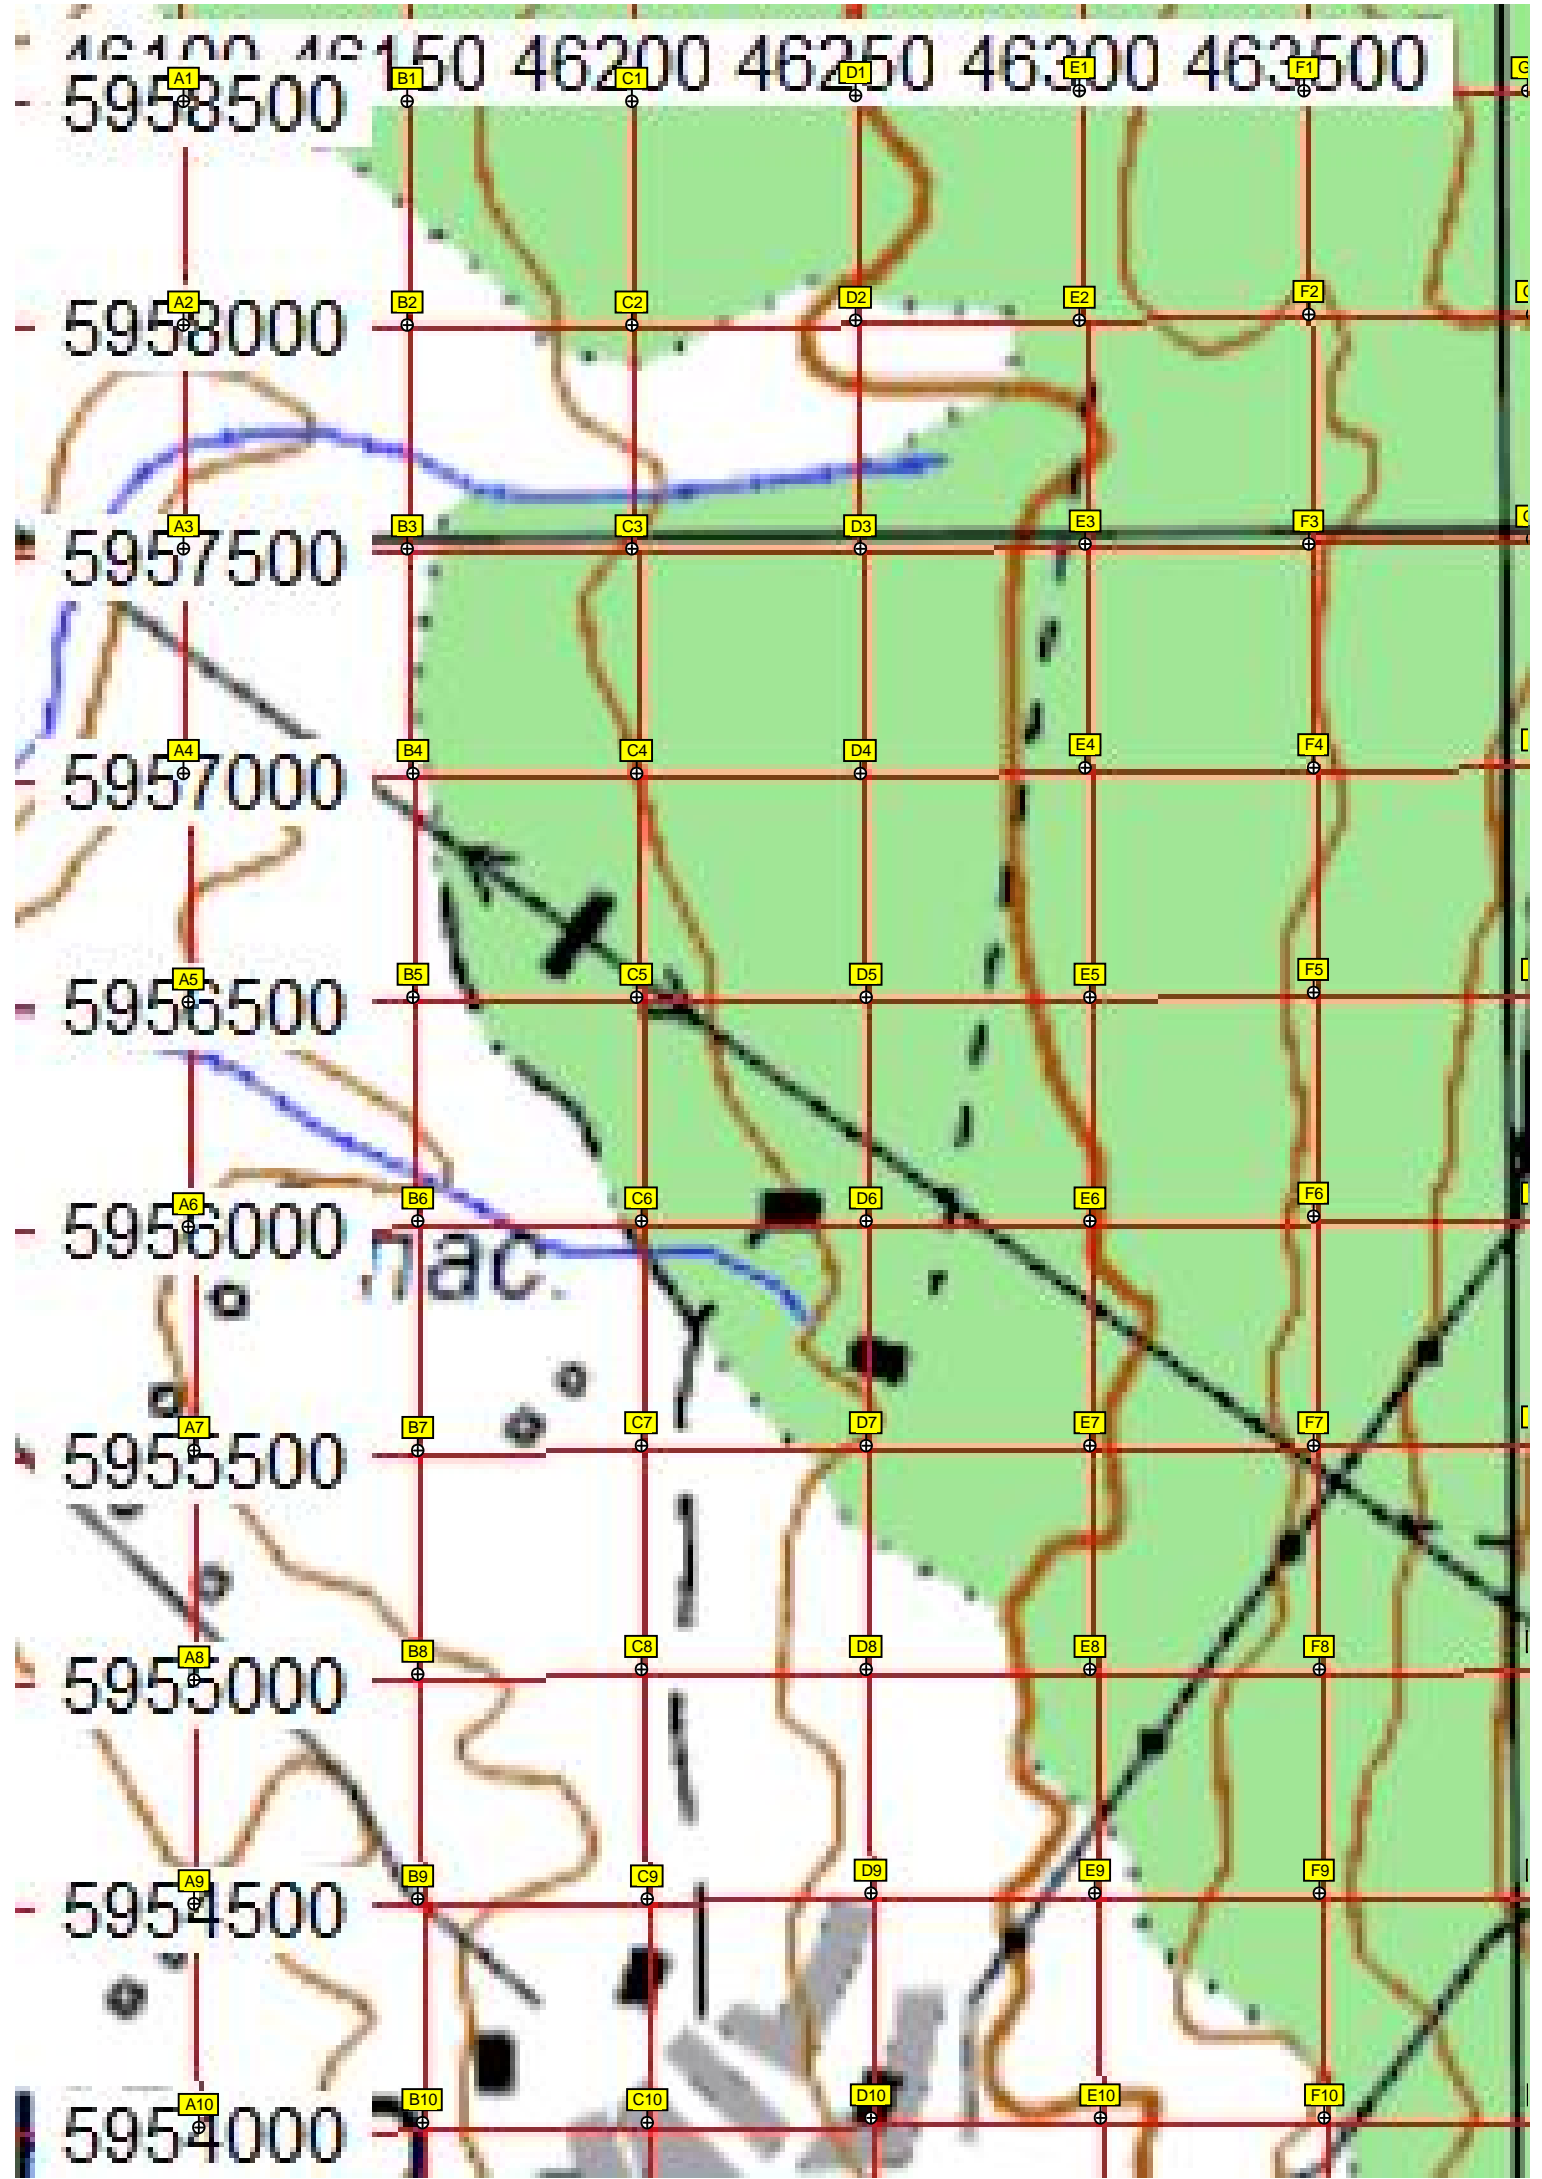 46150 46200 46250 46300 463500
A1 B1 C1 D1 E1 F1
5958500
A2 B2 C2 D2 E2 F2
5958000
A3 B3 C3 D3 E3 F3
5957500
A4 B4 C4 D4 E4 F4
5957000
A5 B5 C5 D5 E5 F5
5956500
A6 B6 C6 D6 E6 F6
5956000
пас.
A7 B7 C7 D7 E7 F7
5955500
A8 B8 C8 D8 E8 F8
5955000
A9 B9 C9 D9 E9 F9
5954500
A10 B10 C10 D10 E10 F10
5954000